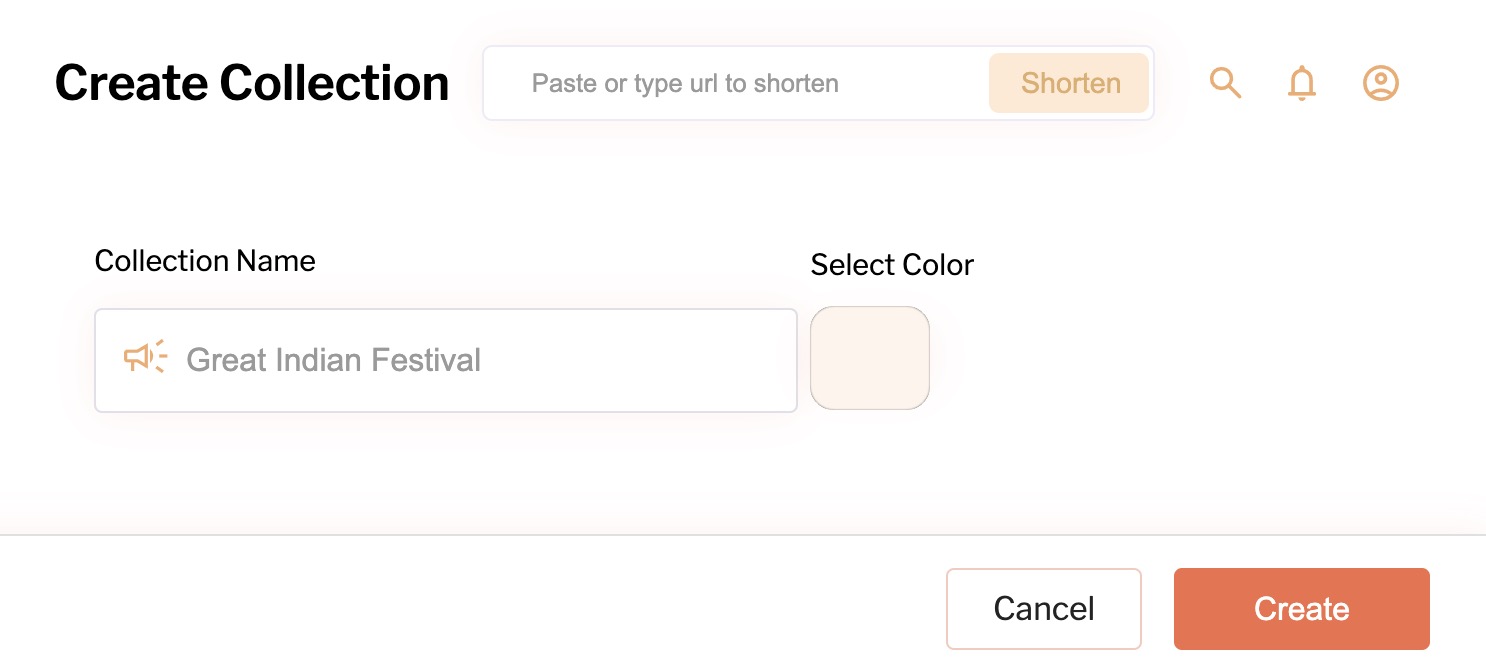 Create Collection
Paste or type url to shorten
Shorten
Collection Name
Select Color
Great Indian Festival
Cancel
Create